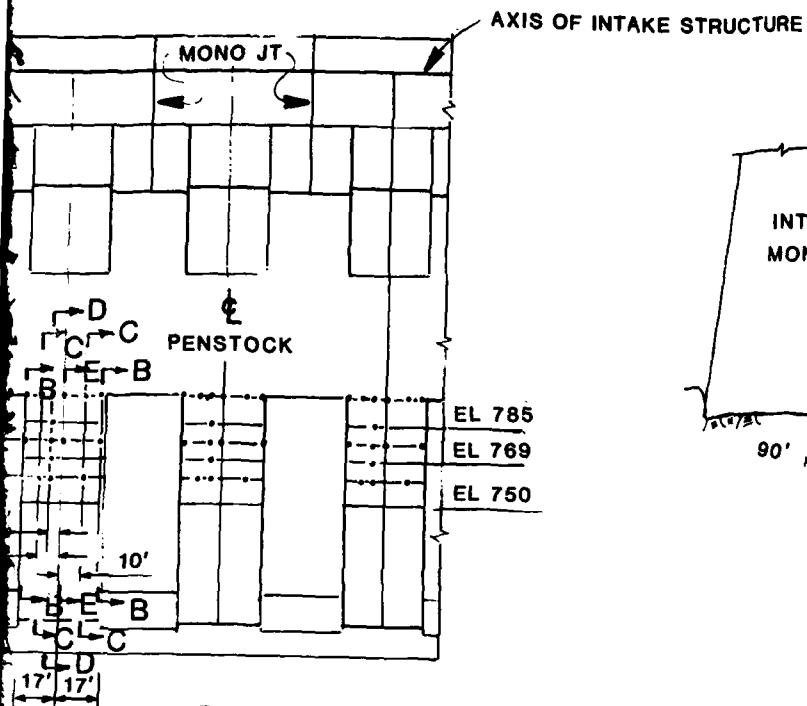 AXIS OF INTAKE STRUCTURE
MONO JT
INT
MON
D
C
C
℄
PENSTOCK
B
E
B
EL 785
EL 769
EL 750
90'
10'
B
E
B
C
C
D
17'
17'